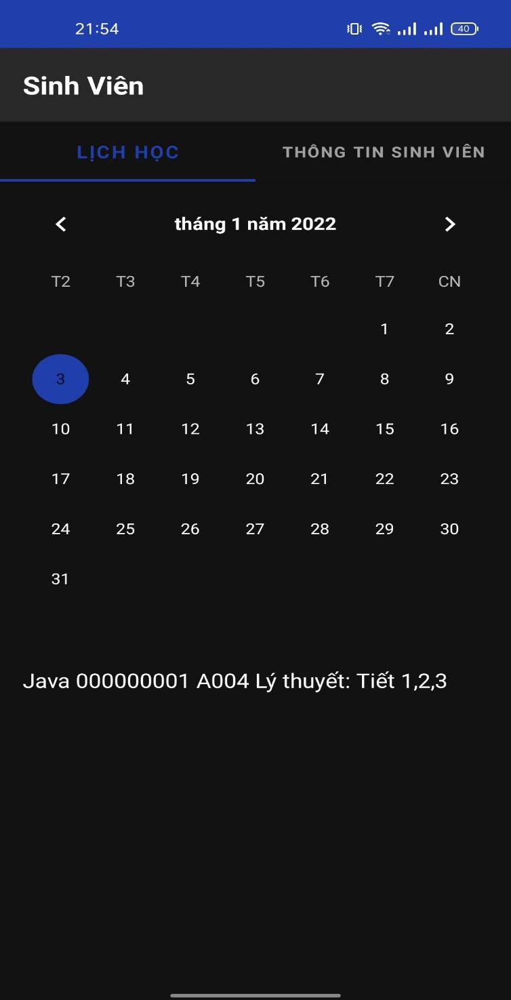 21:54 40
Sinh Viên
LỊCH HỌC THÔNG TIN SINH VIÊN
tháng 1 năm 2022
T2 T3 T4 T5 T6 T7 CN
1 2
3 4 5 6 7 8 9
10 11 12 13 14 15 16
17 18 19 20 21 22 23
24 25 26 27 28 29 30
31
Java 000000001 A004 Lý thuyết: Tiết 1,2,3